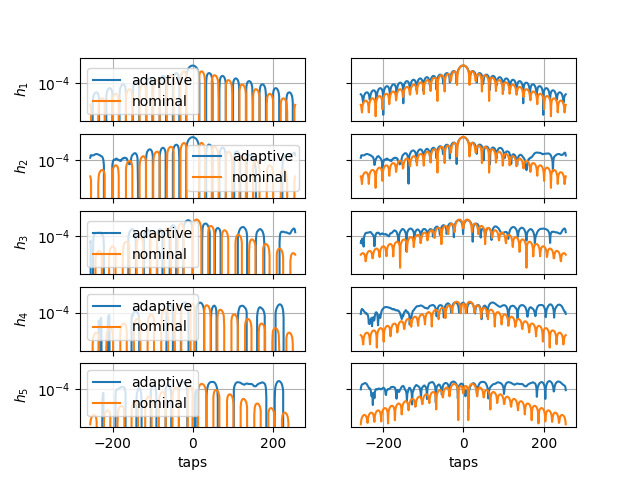 h₁
10⁻⁴
adaptive
nominal
h₂
10⁻⁴
adaptive
nominal
h₃
10⁻⁴
adaptive
nominal
h₄
10⁻⁴
adaptive
nominal
h₅
10⁻⁴
adaptive
nominal
−200 0 200
−200 0 200
taps
taps